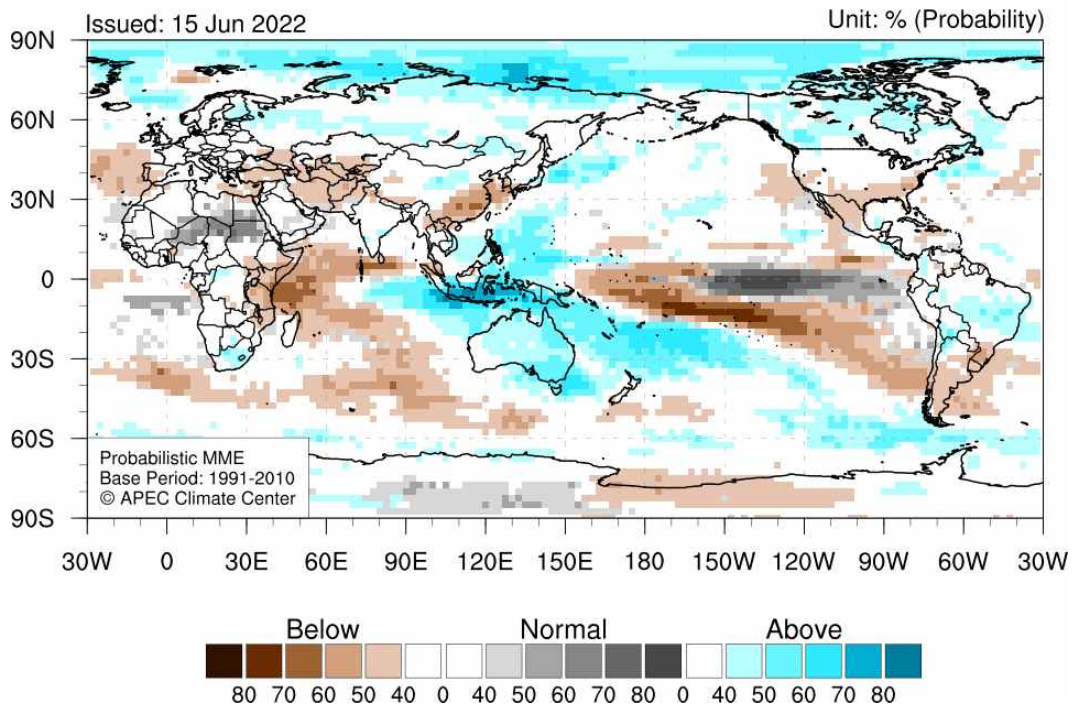 Issued: 15 Jun 2022 Unit: % (Probability)
90N
60N
30N
0
30S
60S
90S
Probabilistic MME
Base Period: 1991-2010
© APEC Climate Center
30W 0 30E 60E 90E 120E 150E 180 150W 120W 90W 60W 30W
Below Normal Above
80 70 60 50 40 0 40 50 60 70 80 0 40 50 60 70 80